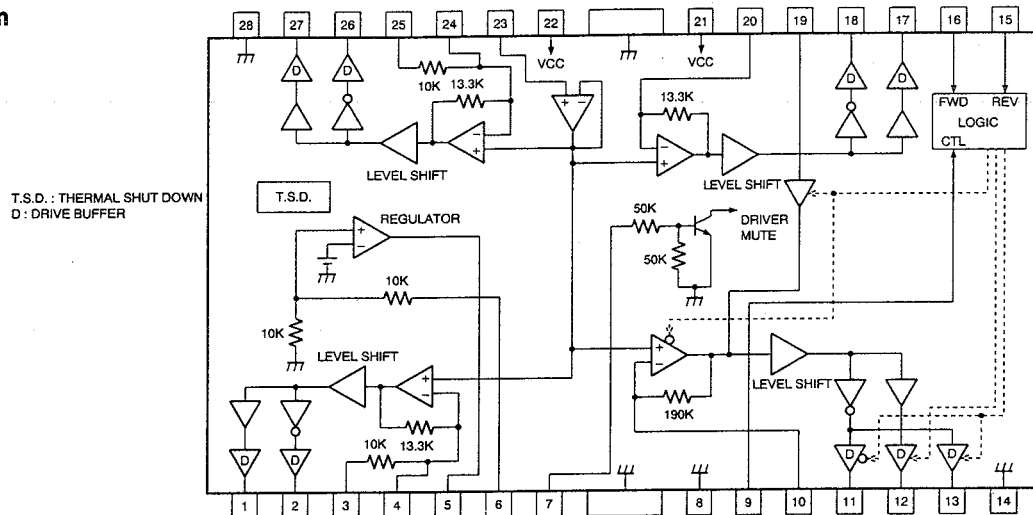 n
28 27 26 25 24 23 22 21 20 19 18 17 16 15
D D D D
VCC VCC
10K
13.3K 13.3K
FWD REV
LOGIC
CTL
+ − − + − +
LEVEL SHIFT LEVEL SHIFT
T.S.D. : THERMAL SHUT DOWN
D : DRIVE BUFFER
T.S.D.
REGULATOR
+ −
50K
DRIVER
MUTE
50K
10K
10K
LEVEL SHIFT
+ − + −
LEVEL SHIFT
190K
13.3K
10K
D D D D D
1 2 3 4 5 6 7 8 9 10 11 12 13 14